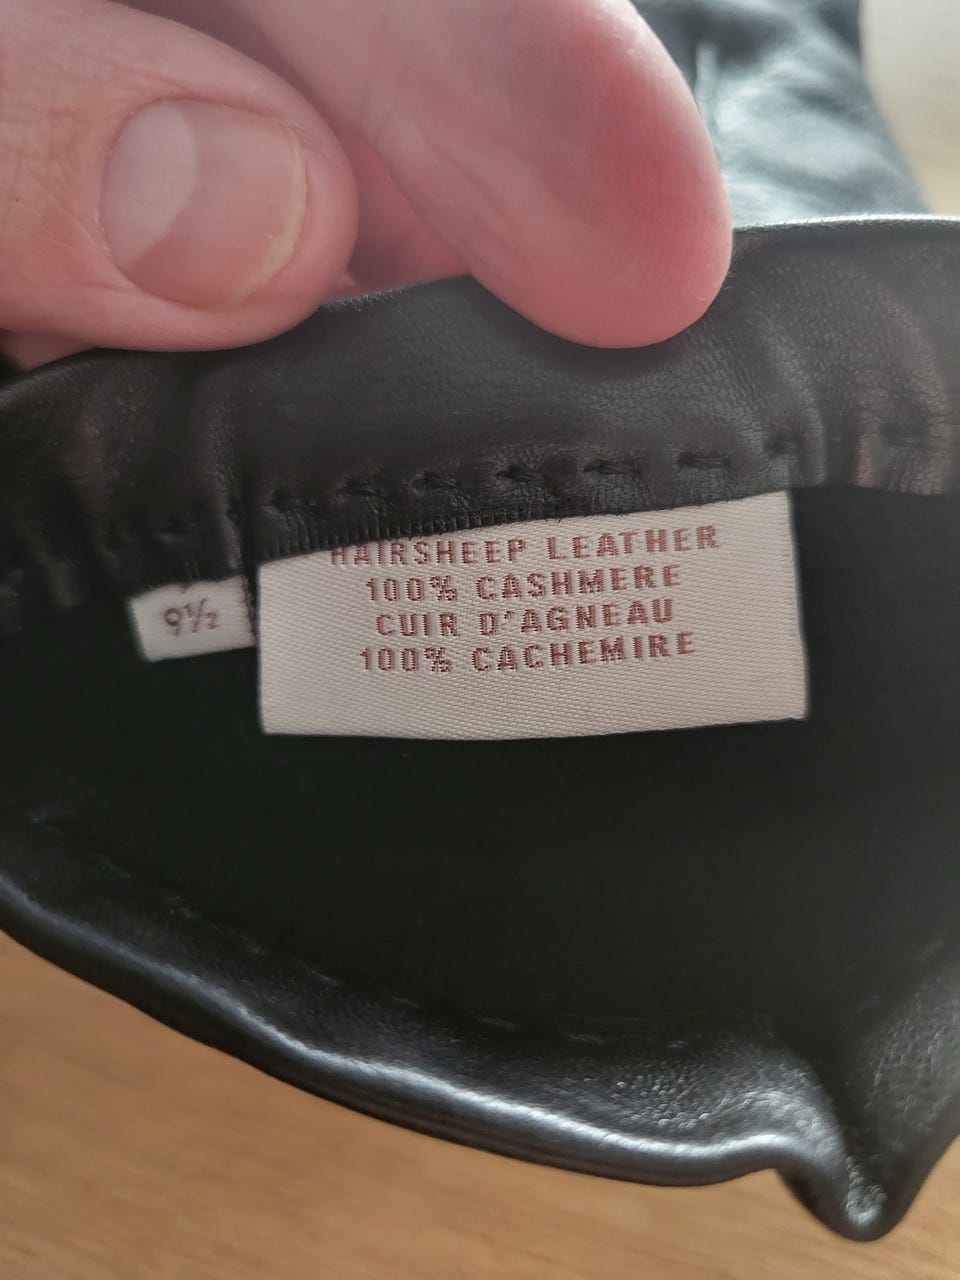 HAIRSHEEP LEATHER
100% CASHMERE
CUIR D'AGNEAU
100% CACHEMIRE
9½